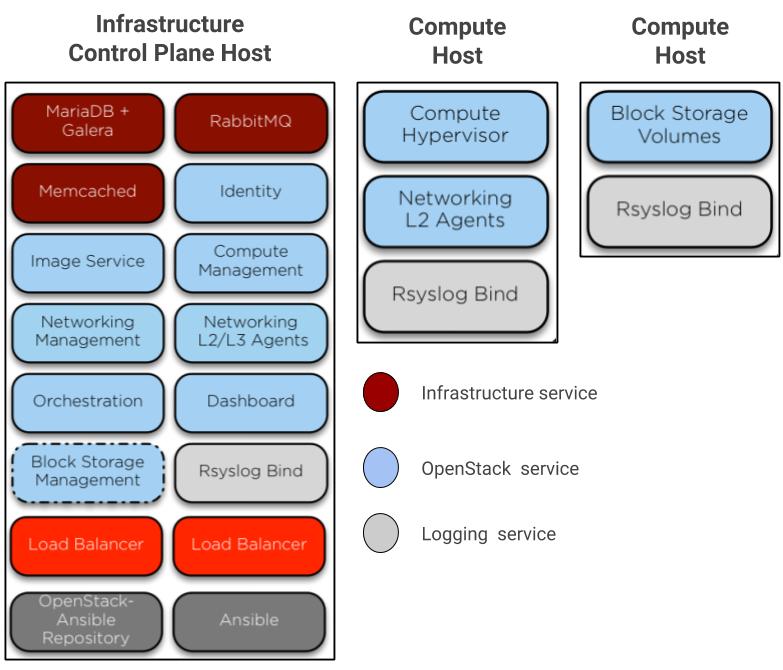 Infrastructure
Control Plane Host
MariaDB +
Galera
RabbitMQ
Memcached
Identity
Image Service
Compute
Management
Networking
Management
Networking
L2/L3 Agents
Orchestration
Dashboard
Block Storage
Management
Rsyslog Bind
Load Balancer
Load Balancer
OpenStack-
Ansible
Repository
Ansible
Compute
Host
Compute
Hypervisor
Networking
L2 Agents
Rsyslog Bind
Compute
Host
Block Storage
Volumes
Rsyslog Bind
Infrastructure service
OpenStack service
Logging service